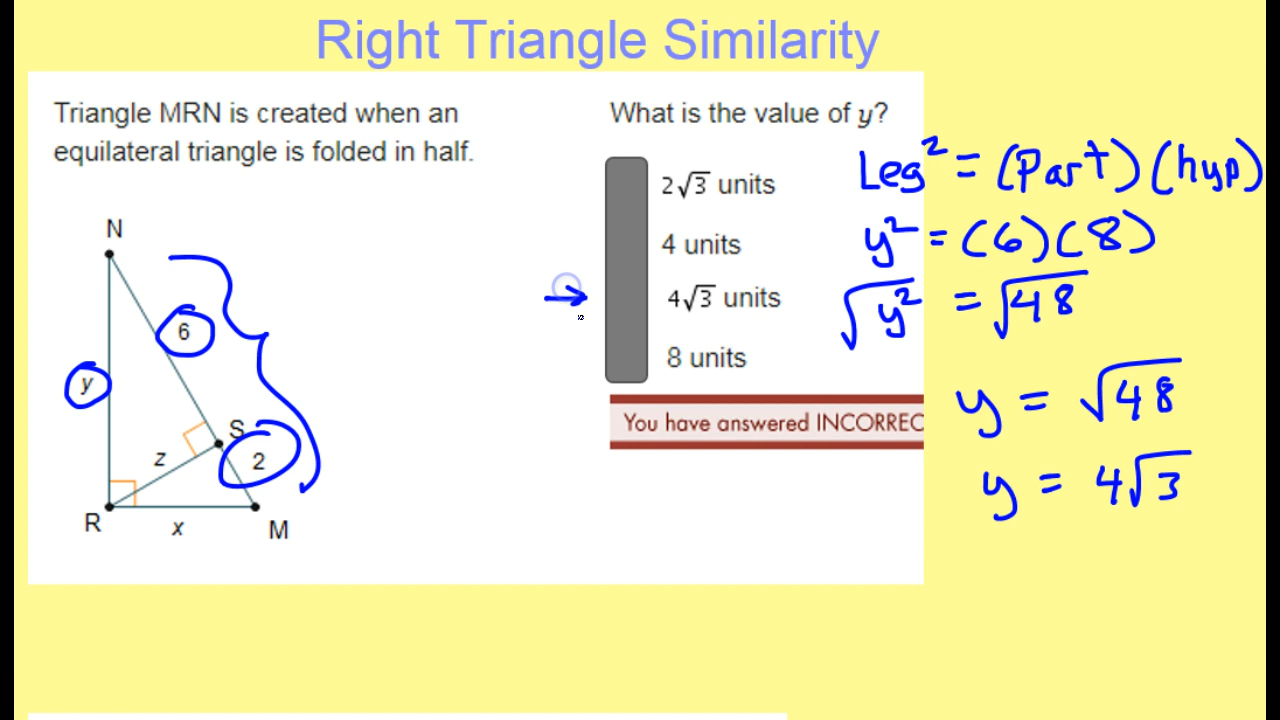 Right Triangle Similarity
Triangle MRN is created when an
equilateral triangle is folded in half.
N
6
y
S
z
2
R
x
M
What is the value of y?
2√3 units
4 units
4√3 units
8 units
You have answered INCORREC
Leg² = (Part)(hyp)
y² = (6)(8)
√y² = √48
y = √48
y = 4√3